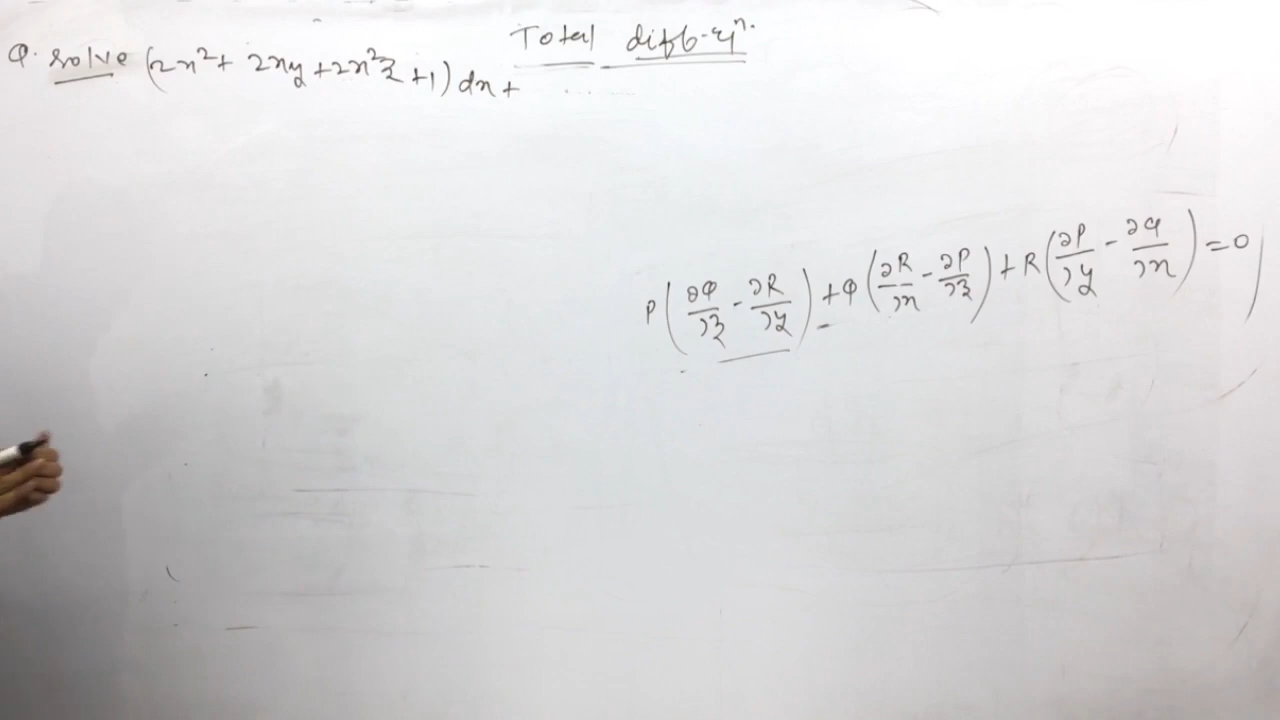 Total diff-eqⁿ.
Q. Solve (2x² + 2xy + 2x²z + 1) dx +
P(∂Q/∂z - ∂R/∂y) + Q(∂R/∂x - ∂P/∂z) + R(∂P/∂y - ∂Q/∂x) = 0